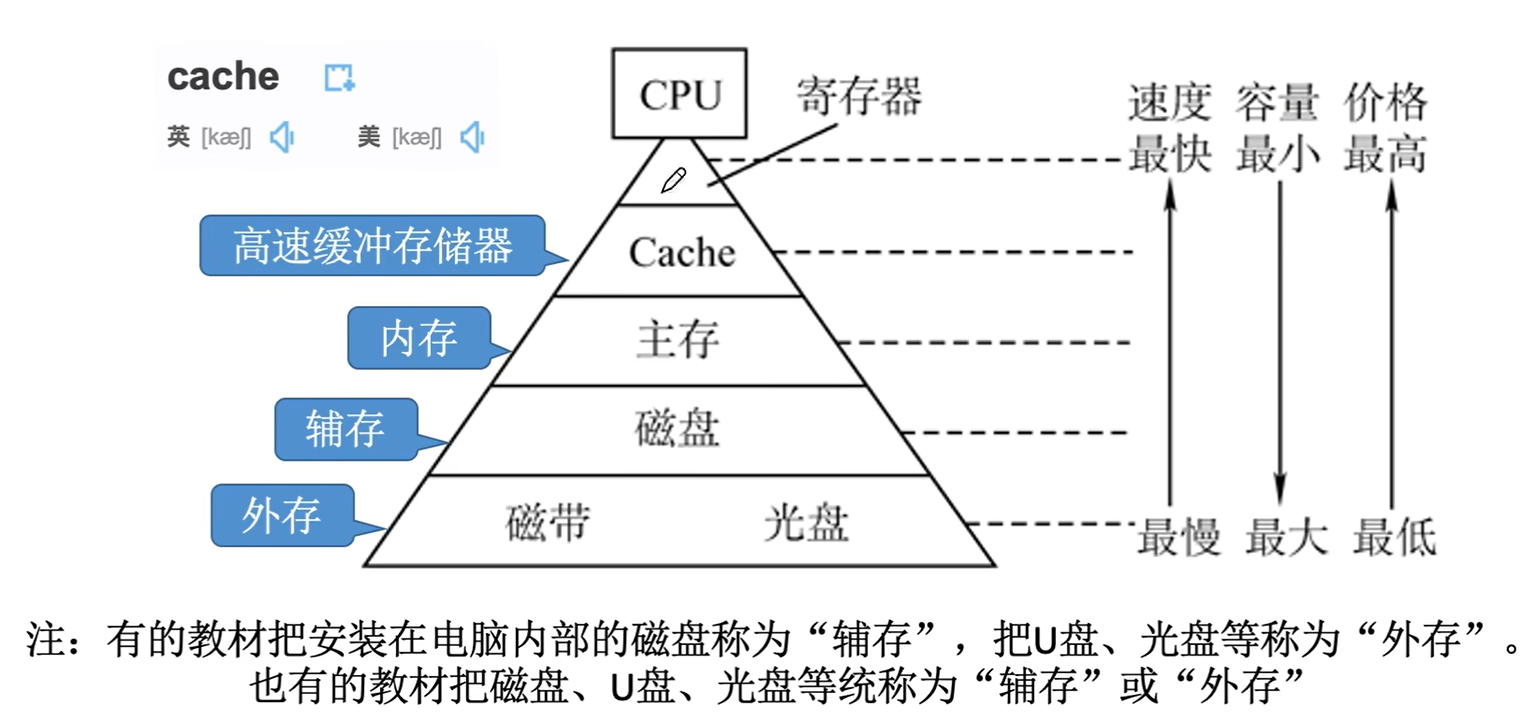 cache
英 [kæʃ] 美 [kæʃ]
CPU
寄存器
速度 容量 价格
最快 最小 最高
高速缓冲存储器
Cache
内存
主存
辅存
磁盘
外存
磁带 光盘
最慢 最大 最低
注：有的教材把安装在电脑内部的磁盘称为“辅存”，把U盘、光盘等称为“外存”。
也有的教材把磁盘、U盘、光盘等统称为“辅存”或“外存”